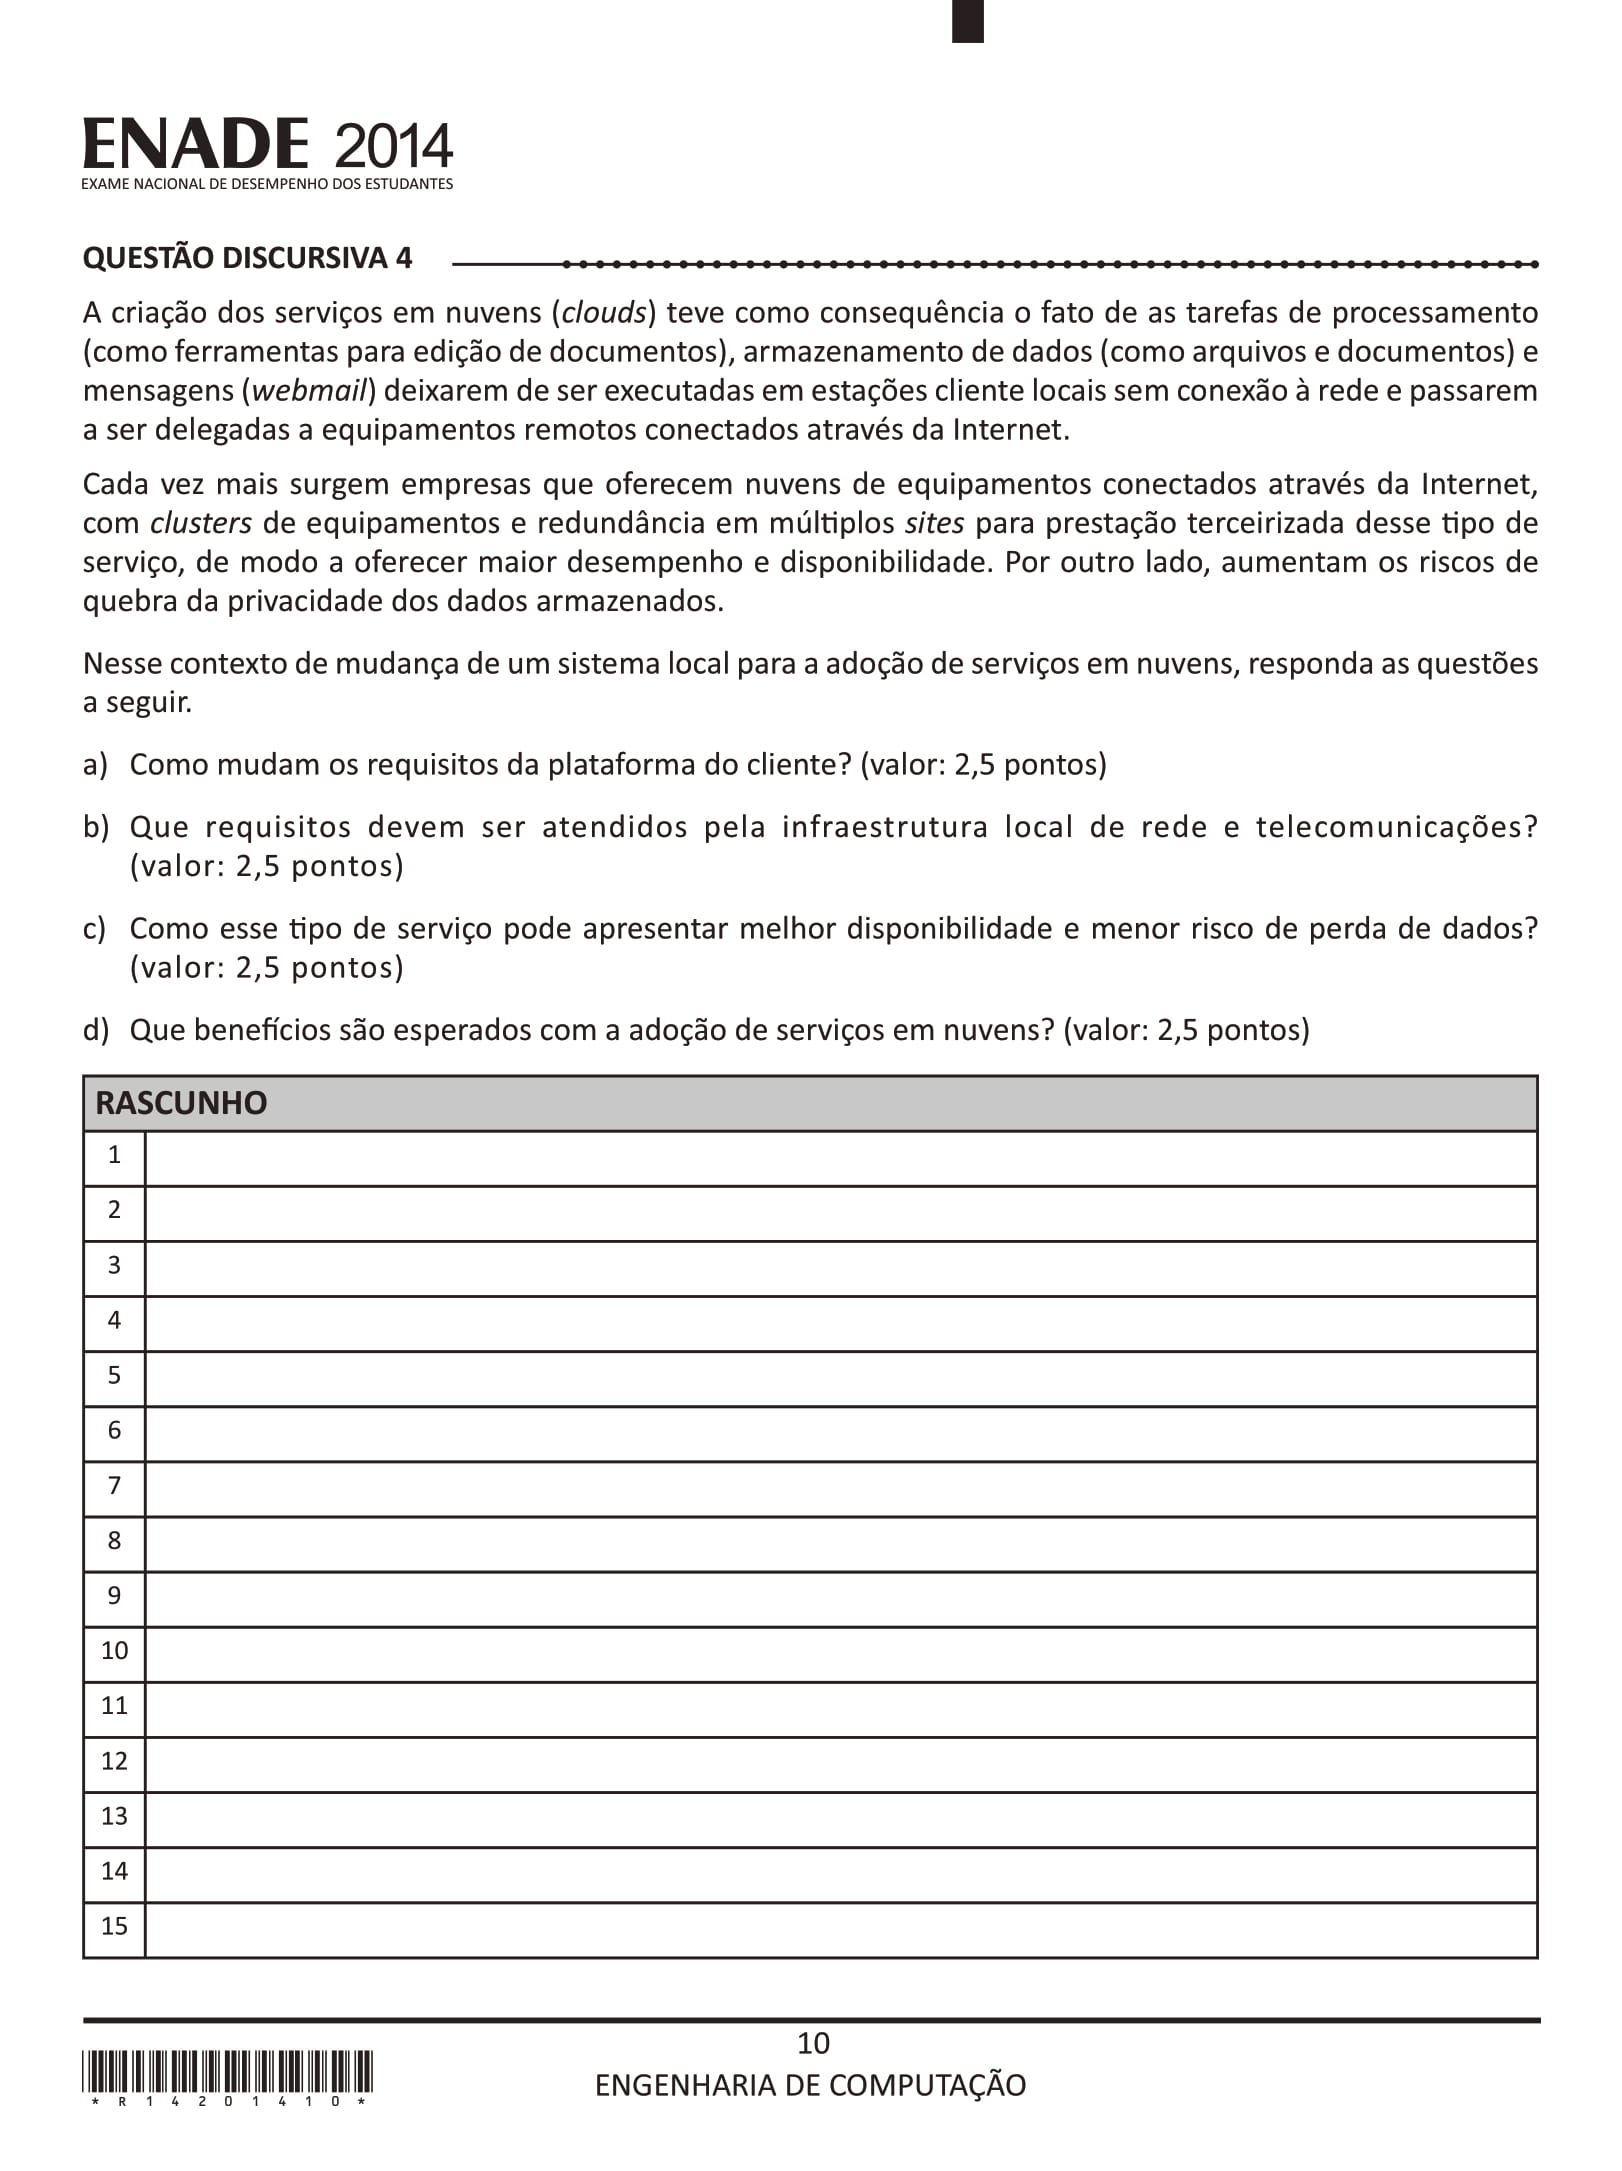 ENADE 2014
EXAME NACIONAL DE DESEMPENHO DOS ESTUDANTES
QUESTÃO DISCURSIVA 4
A criação dos serviços em nuvens (clouds) teve como consequência o fato de as tarefas de processamento
(como ferramentas para edição de documentos), armazenamento de dados (como arquivos e documentos) e
mensagens (webmail) deixarem de ser executadas em estações cliente locais sem conexão à rede e passarem
a ser delegadas a equipamentos remotos conectados através da Internet.
Cada vez mais surgem empresas que oferecem nuvens de equipamentos conectados através da Internet,
com clusters de equipamentos e redundância em múltiplos sites para prestação terceirizada desse tipo de
serviço, de modo a oferecer maior desempenho e disponibilidade. Por outro lado, aumentam os riscos de
quebra da privacidade dos dados armazenados.
Nesse contexto de mudança de um sistema local para a adoção de serviços em nuvens, responda as questões
a seguir.
a) Como mudam os requisitos da plataforma do cliente? (valor: 2,5 pontos)
b) Que requisitos devem ser atendidos pela infraestrutura local de rede e telecomunicações?
(valor: 2,5 pontos)
c) Como esse tipo de serviço pode apresentar melhor disponibilidade e menor risco de perda de dados?
(valor: 2,5 pontos)
d) Que benefícios são esperados com a adoção de serviços em nuvens? (valor: 2,5 pontos)
RASCUNHO
1
2
3
4
5
6
7
8
9
10
11
12
13
14
15
10
ENGENHARIA DE COMPUTAÇÃO
* R 1 4 2 0 1 4 1 0 *